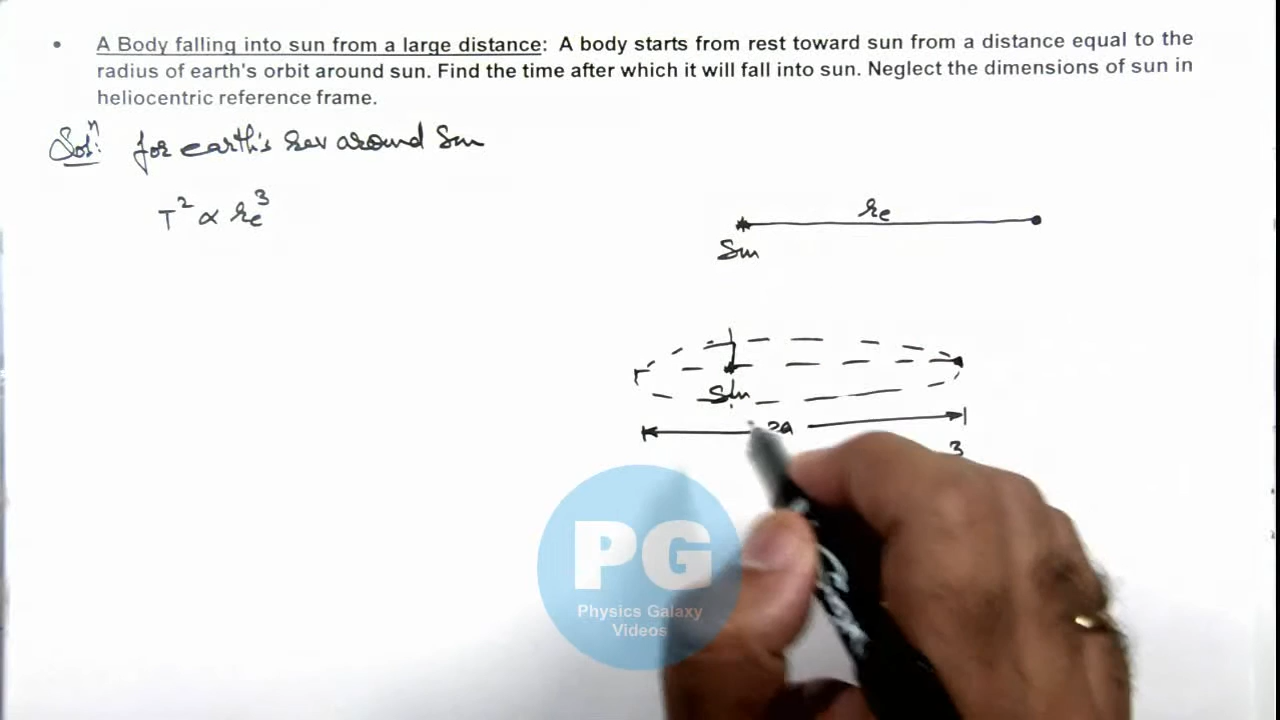 • A Body falling into sun from a large distance: A body starts from rest toward sun from a distance equal to the
radius of earth's orbit around sun. Find the time after which it will fall into sun. Neglect the dimensions of sun in
heliocentric reference frame.
Solⁿ: for earth's rev around Sun
T² ∝ re³
re
Sun
Sun
2a
3
PG
Physics Galaxy
Videos